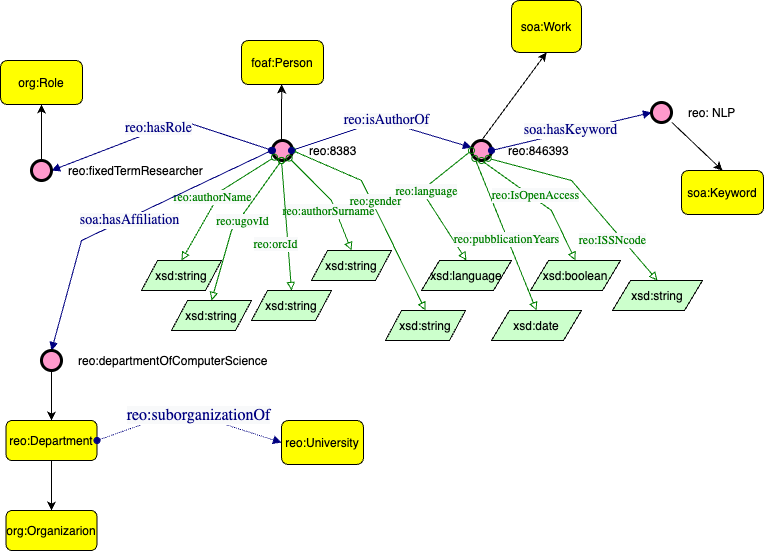 soa:Work
foaf:Person
org:Role
reo:hasRole
reo:isAuthorOf
soa:hasKeyword
reo: NLP
reo:8383
reo:846393
reo:fixedTermResearcher
soa:Keyword
reo:authorName
reo:gender
reo:language
reo:IsOpenAccess
soa:hasAffiliation
reo:ugovId
reo:authorSurname
reo:orcId
reo:pubblicationYears
reo:ISSNcode
xsd:string
xsd:string
xsd:language
xsd:boolean
xsd:string
xsd:string
xsd:string
xsd:string
xsd:date
reo:departmentOfComputerScience
reo:suborganizationOf
reo:Department
reo:University
org:Organizarion